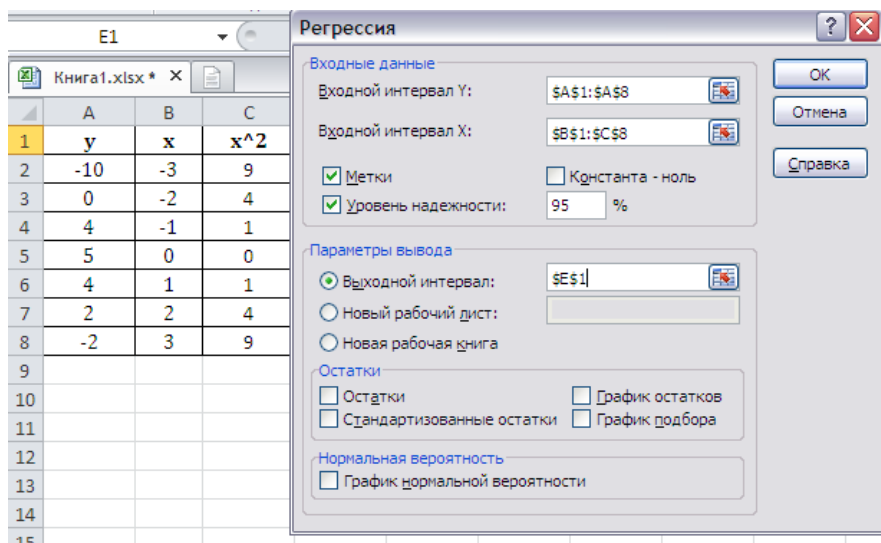 E1
Книга1.xlsx *
A B C
1 y x x^2
2 -10 -3 9
3 0 -2 4
4 4 -1 1
5 5 0 0
6 4 1 1
7 2 2 4
8 -2 3 9
9
10
11
12
13
14
15
Регрессия
Входные данные
Входной интервал Y: $A$1:$A$8
Входной интервал X: $B$1:$C$8
Метки Константа - ноль
Уровень надежности: 95 %
Параметры вывода
Выходной интервал: $E$1
Новый рабочий лист:
Новая рабочая книга
Остатки
Остатки График остатков
Стандартизованные остатки График подбора
Нормальная вероятность
График нормальной вероятности
OK
Отмена
Справка